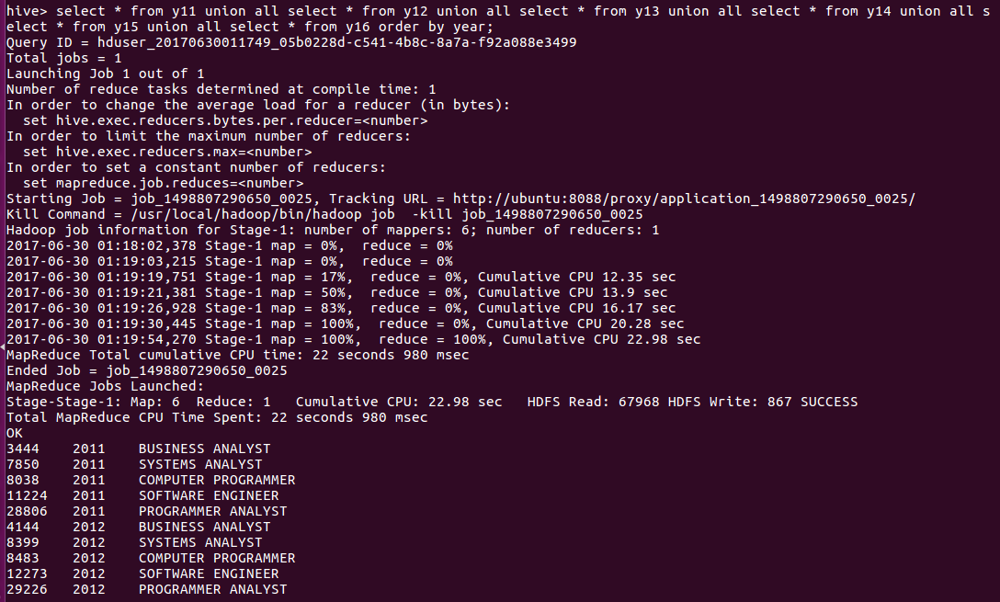 hive> select * from y11 union all select * from y12 union all select * from y13 union all select * from y14 union all s
elect * from y15 union all select * from y16 order by year;
Query ID = hduser_20170630011749_05b0228d-c541-4b8c-8a7a-f92a088e3499
Total jobs = 1
Launching Job 1 out of 1
Number of reduce tasks determined at compile time: 1
In order to change the average load for a reducer (in bytes):
  set hive.exec.reducers.bytes.per.reducer=<number>
In order to limit the maximum number of reducers:
  set hive.exec.reducers.max=<number>
In order to set a constant number of reducers:
  set mapreduce.job.reduces=<number>
Starting Job = job_1498807290650_0025, Tracking URL = http://ubuntu:8088/proxy/application_1498807290650_0025/
Kill Command = /usr/local/hadoop/bin/hadoop job  -kill job_1498807290650_0025
Hadoop job information for Stage-1: number of mappers: 6; number of reducers: 1
2017-06-30 01:18:02,378 Stage-1 map = 0%,  reduce = 0%
2017-06-30 01:19:03,215 Stage-1 map = 0%,  reduce = 0%
2017-06-30 01:19:19,751 Stage-1 map = 17%,  reduce = 0%, Cumulative CPU 12.35 sec
2017-06-30 01:19:21,381 Stage-1 map = 50%,  reduce = 0%, Cumulative CPU 13.9 sec
2017-06-30 01:19:26,928 Stage-1 map = 83%,  reduce = 0%, Cumulative CPU 16.17 sec
2017-06-30 01:19:30,445 Stage-1 map = 100%,  reduce = 0%, Cumulative CPU 20.28 sec
2017-06-30 01:19:54,270 Stage-1 map = 100%,  reduce = 100%, Cumulative CPU 22.98 sec
MapReduce Total cumulative CPU time: 22 seconds 980 msec
Ended Job = job_1498807290650_0025
MapReduce Jobs Launched:
Stage-Stage-1: Map: 6  Reduce: 1   Cumulative CPU: 22.98 sec   HDFS Read: 67968 HDFS Write: 867 SUCCESS
Total MapReduce CPU Time Spent: 22 seconds 980 msec
OK
3444	2011	BUSINESS ANALYST
7850	2011	SYSTEMS ANALYST
8038	2011	COMPUTER PROGRAMMER
11224	2011	SOFTWARE ENGINEER
28806	2011	PROGRAMMER ANALYST
4144	2012	BUSINESS ANALYST
8399	2012	SYSTEMS ANALYST
8483	2012	COMPUTER PROGRAMMER
12273	2012	SOFTWARE ENGINEER
29226	2012	PROGRAMMER ANALYST